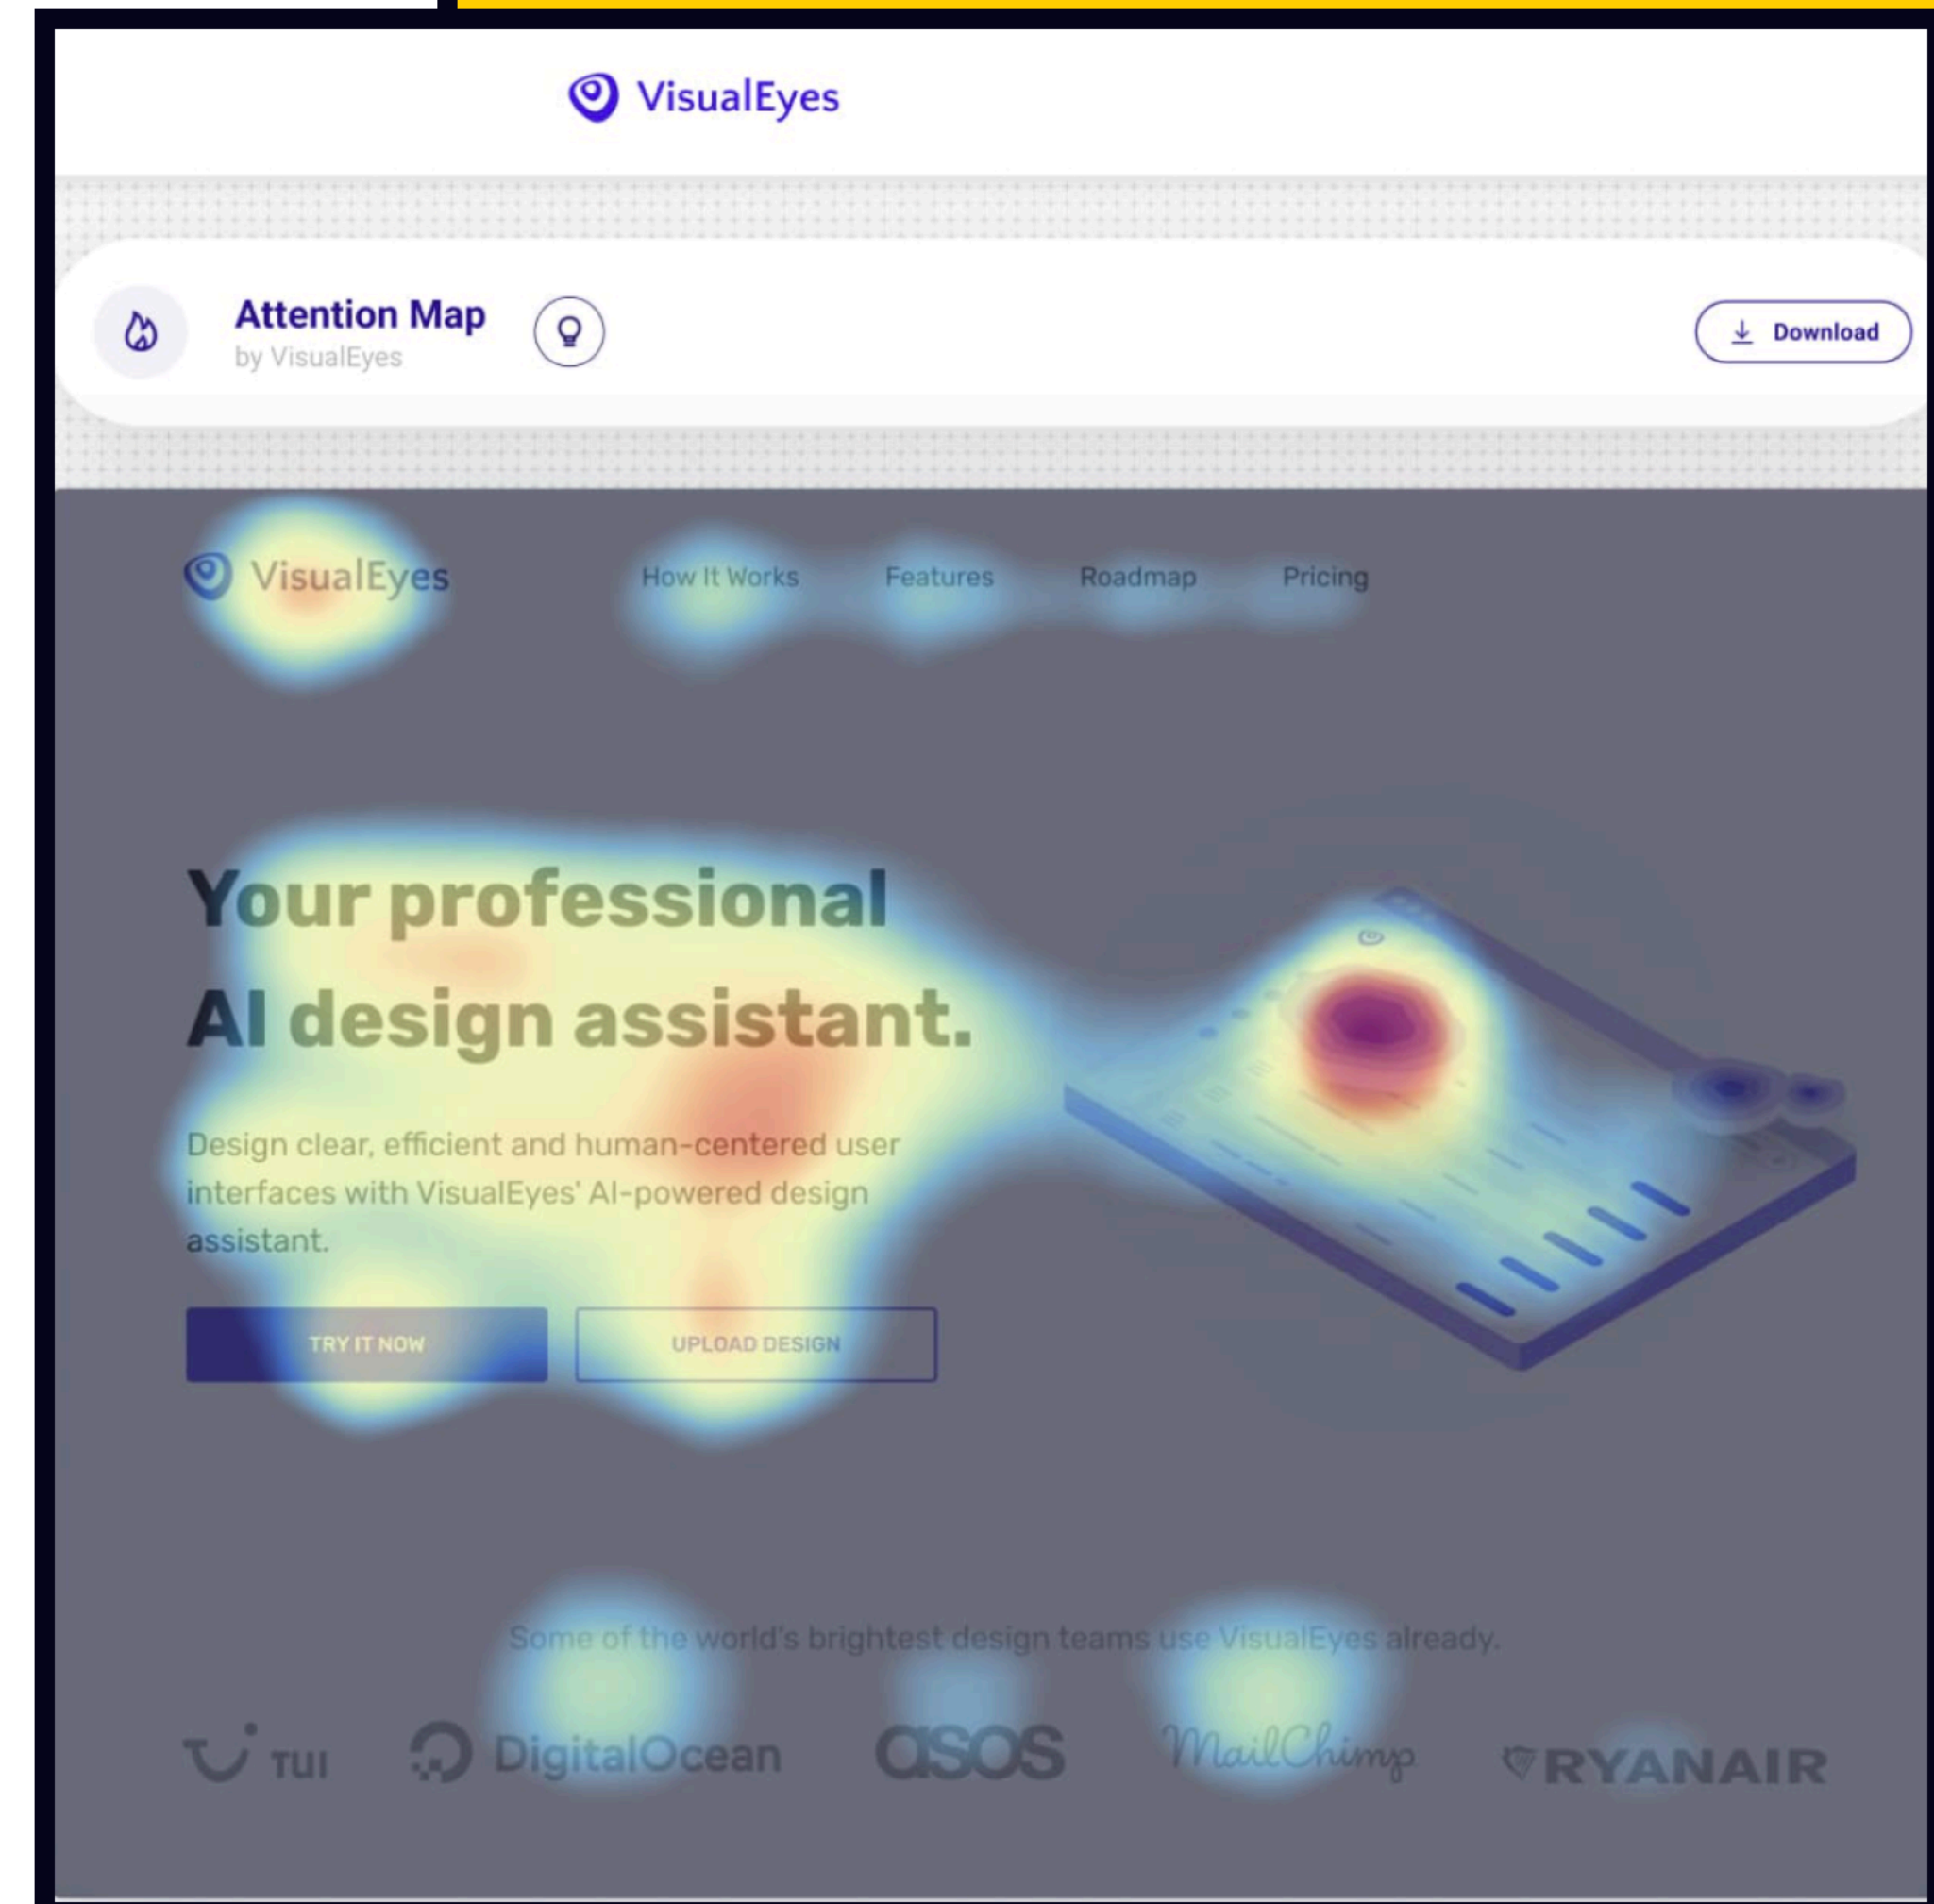 VisualEyes
Attention Map
by VisualEyes
Download
VisualEyes
How It Works Features Roadmap Pricing
Your professional
AI design assistant.
Design clear, efficient and human-centered user
interfaces with VisualEyes' AI-powered design
assistant.
TRY IT NOW UPLOAD DESIGN
Some of the world's brightest design teams use VisualEyes already.
TUI DigitalOcean asos MailChimp RYANAIR